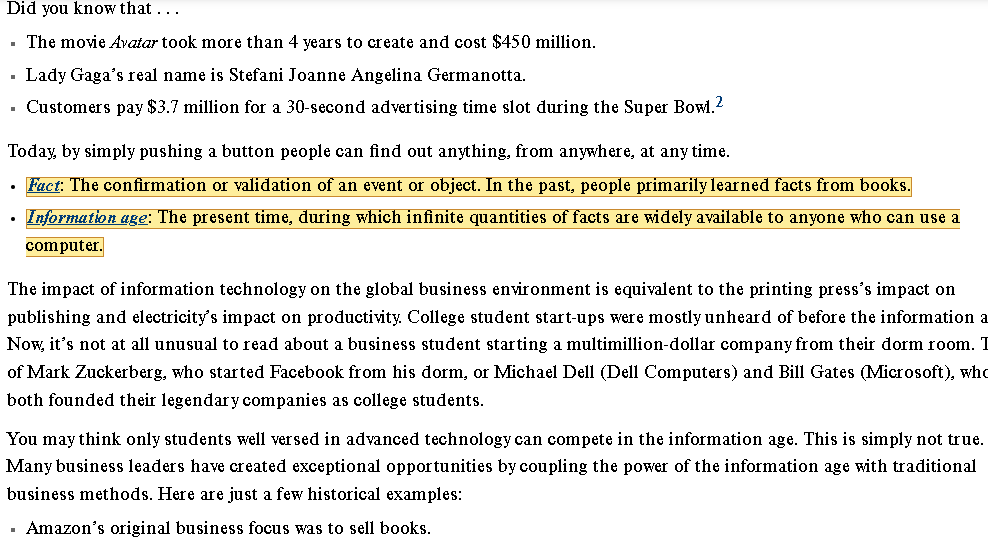 Did you know that . . .
▪ The movie Avatar took more than 4 years to create and cost $450 million.
▪ Lady Gaga's real name is Stefani Joanne Angelina Germanotta.
▪ Customers pay $3.7 million for a 30-second advertising time slot during the Super Bowl.2
Today, by simply pushing a button people can find out anything, from anywhere, at any time.
• Fact: The confirmation or validation of an event or object. In the past, people primarily learned facts from books.
• Information age: The present time, during which infinite quantities of facts are widely available to anyone who can use a
computer.
The impact of information technology on the global business environment is equivalent to the printing press's impact on
publishing and electricity's impact on productivity. College student start-ups were mostly unheard of before the information
Now, it's not at all unusual to read about a business student starting a multimillion-dollar company from their dorm room.
of Mark Zuckerberg, who started Facebook from his dorm, or Michael Dell (Dell Computers) and Bill Gates (Microsoft),
both founded their legendary companies as college students.
You may think only students well versed in advanced technology can compete in the information age. This is simply not true.
Many business leaders have created exceptional opportunities by coupling the power of the information age with traditional
business methods. Here are just a few historical examples:
▪ Amazon's original business focus was to sell books.